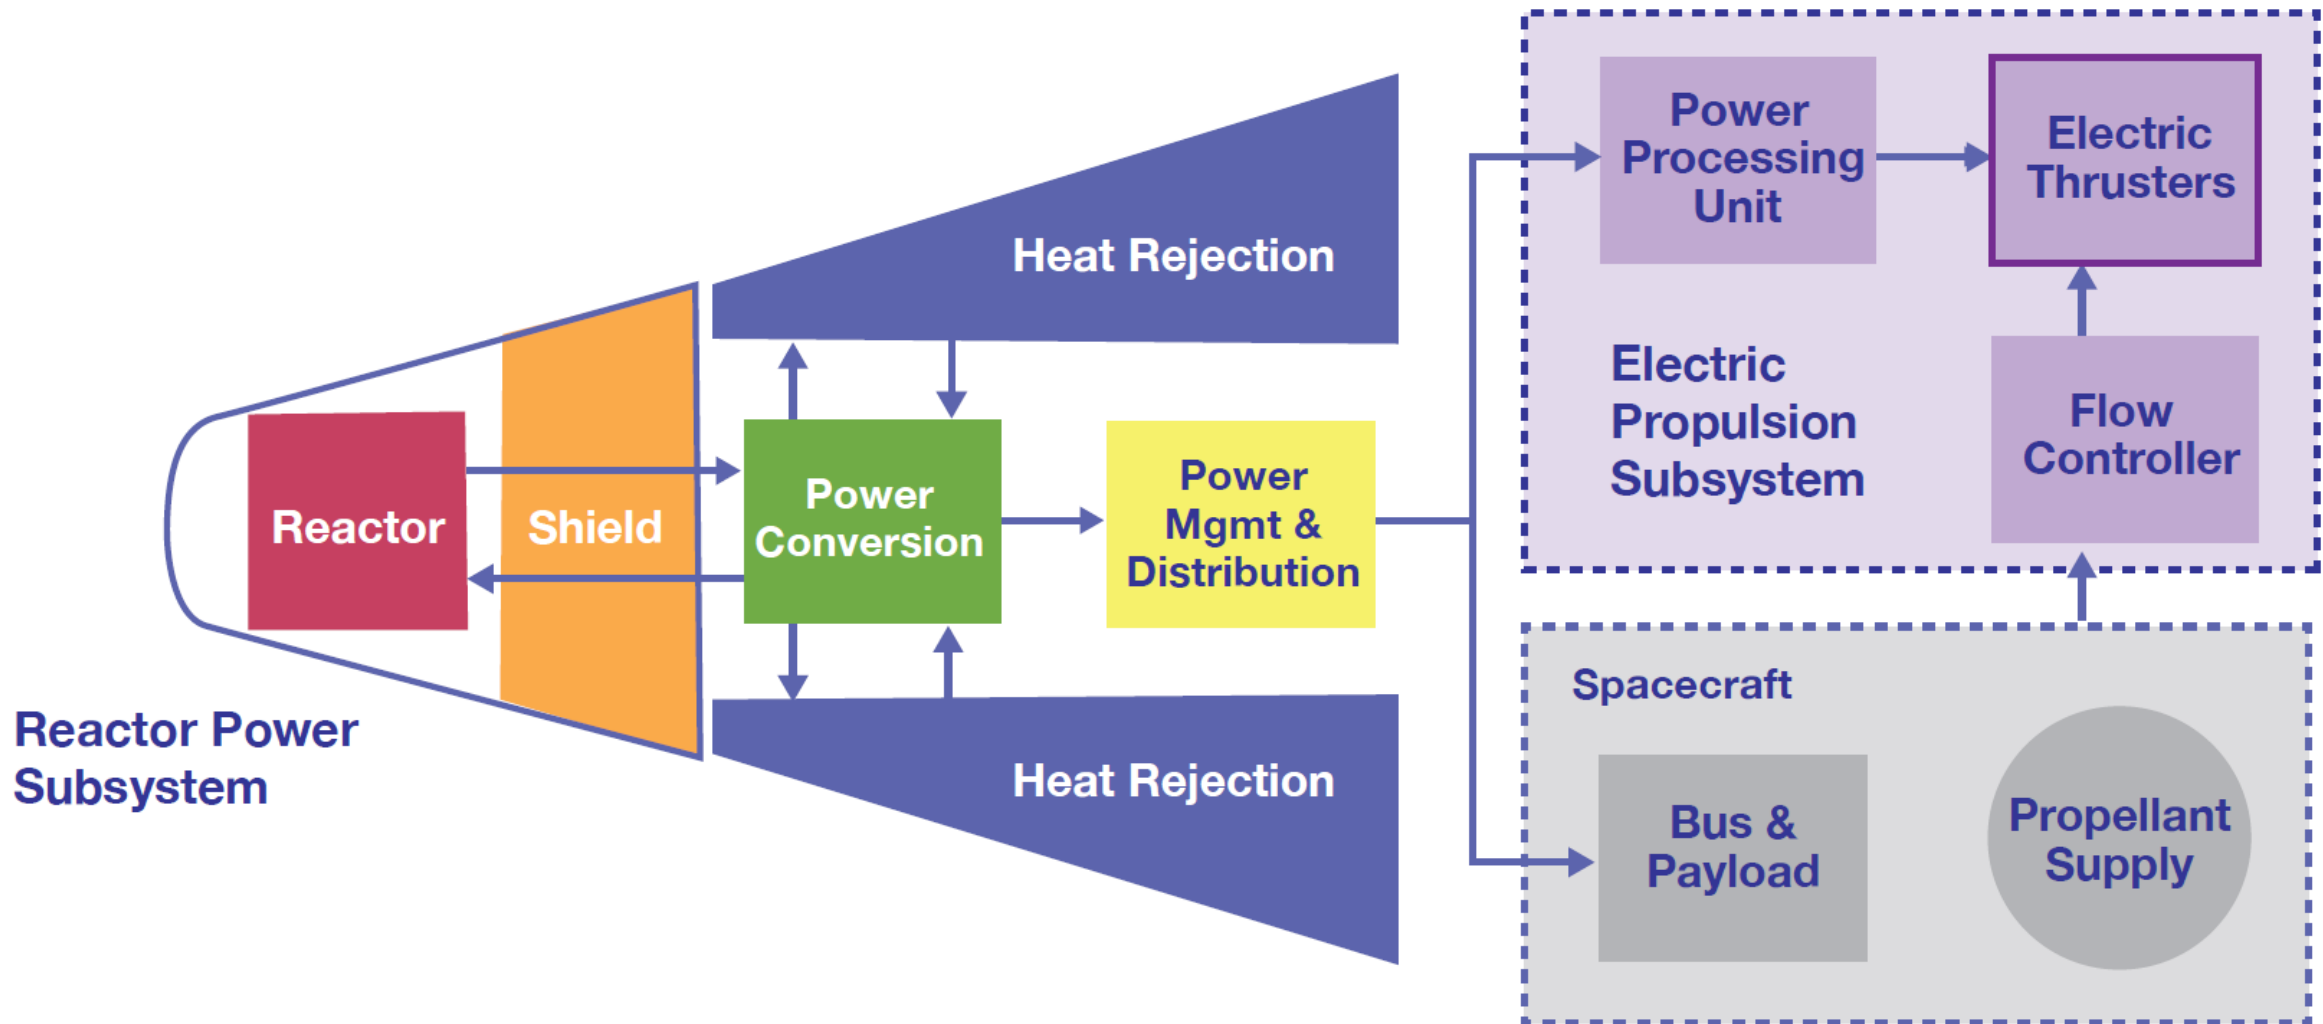 Reactor
Shield
Power
Conversion
Heat Rejection
Heat Rejection
Power
Mgmt &
Distribution
Reactor Power
Subsystem
Power
Processing
Unit
Electric
Thrusters
Electric
Propulsion
Subsystem
Flow
Controller
Spacecraft
Bus &
Payload
Propellant
Supply